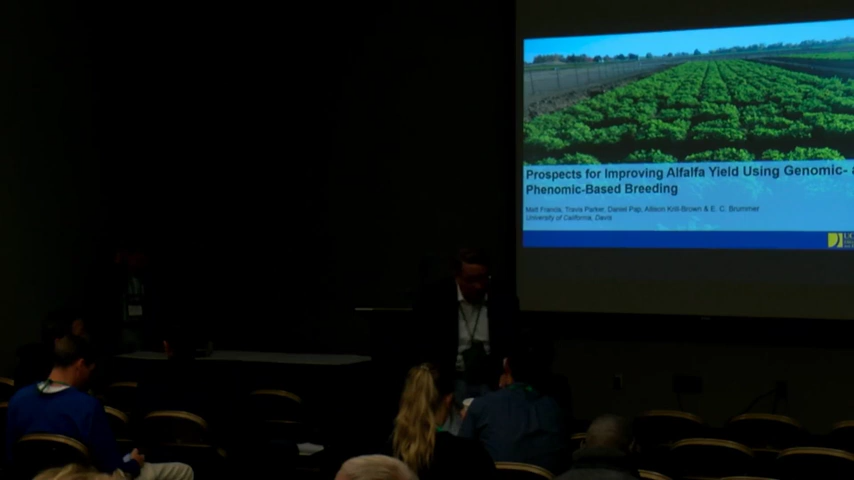 Prospects for Improving Alfalfa Yield Using Genomic-
Phenomic-Based Breeding
Matt Francis, Travis Parker, Daniel Pap, Allison Krill-Brown & E. C. Brummer
University of California, Davis